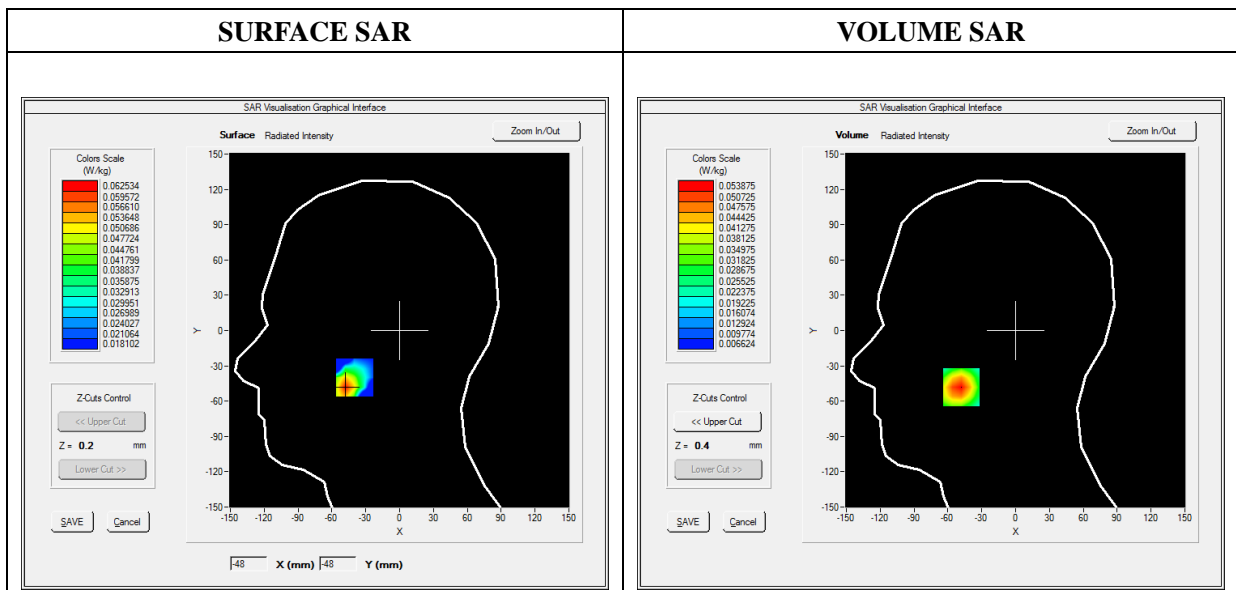 SURFACE SAR
VOLUME SAR
SAR Visualisation Graphical Interface
Surface Radiated Intensity
Zoom In/Out
Colors Scale
(W/kg)
0.062534
0.059572
0.056610
0.053648
0.050686
0.047724
0.044761
0.041799
0.038837
0.035875
0.032913
0.029951
0.026989
0.024027
0.021064
0.018102
150
120
90
60
30
0
-30
-60
-90
-120
-150
Y
-150 -120 -90 -60 -30 0 30 60 90 120 150
X
Z-Cuts Control
<< Upper Cut
Z = 0.2 mm
Lower Cut >>
SAVE Cancel
-48 X (mm) -48 Y (mm)
SAR Visualisation Graphical Interface
Volume Radiated Intensity
Zoom In/Out
Colors Scale
(W/kg)
0.053875
0.050725
0.047575
0.044425
0.041275
0.038125
0.034975
0.031825
0.028675
0.025525
0.022375
0.019225
0.016074
0.012924
0.009774
0.006624
150
120
90
60
30
0
-30
-60
-90
-120
-150
Y
-150 -120 -90 -60 -30 0 30 60 90 120 150
X
Z-Cuts Control
<< Upper Cut
Z = 0.4 mm
Lower Cut >>
SAVE Cancel